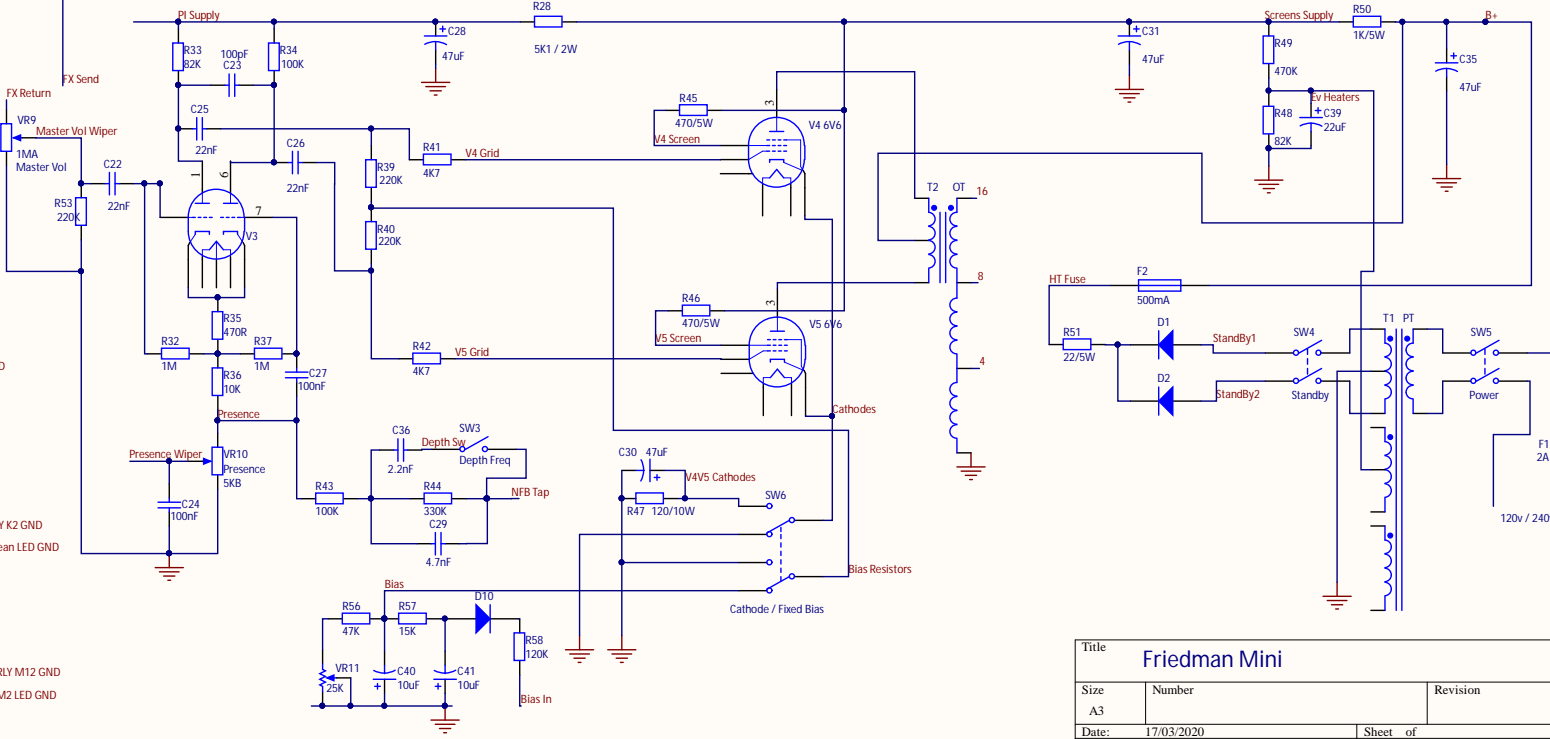 PI Supply
R28
5K1 / 2W
C28
47uF
R33
82K
100pF
C23
R34
100K
FX Send
FX Return
VR9
Master Vol Wiper
1MA
Master Vol
C22
22nF
R53
220K
C25
22nF
C26
22nF
1
6
7
V3
R39
220K
R40
220K
R41
4K7
V4 Grid
R45
470/5W
V4 Screen
3
V4 6V6
R46
470/5W
V5 Screen
3
V5 6V6
R42
4K7
V5 Grid
T2
OT
16
8
4
C31
47uF
Screens Supply
R50
1K/5W
B+
R49
470K
Ev Heaters
R48
82K
C39
22uF
C35
47uF
HT Fuse
F2
500mA
R51
22/5W
D1
D2
StandBy1
StandBy2
SW4
Standby
T1
PT
SW5
Power
F1
2A
120v / 240
R35
470R
R32
1M
R37
1M
R36
10K
C27
100nF
Presence
Presence Wiper
VR10
Presence
5KB
C24
100nF
Y K2 GND
ean LED GND
RLY M12 GND
M2 LED GND
R43
100K
C36
2.2nF
Depth Sw
SW3
Depth Freq
R44
330K
NFB Tap
C29
4.7nF
C30
47uF
V4V5 Cathodes
R47
120/10W
Cathodes
SW6
Bias Resistors
Cathode / Fixed Bias
Bias
R56
47K
R57
15K
D10
R58
120K
VR11
25K
C40
10uF
C41
10uF
Bias In
Title
Friedman Mini
Size
A3
Number
Revision
Date:
17/03/2020
Sheet of